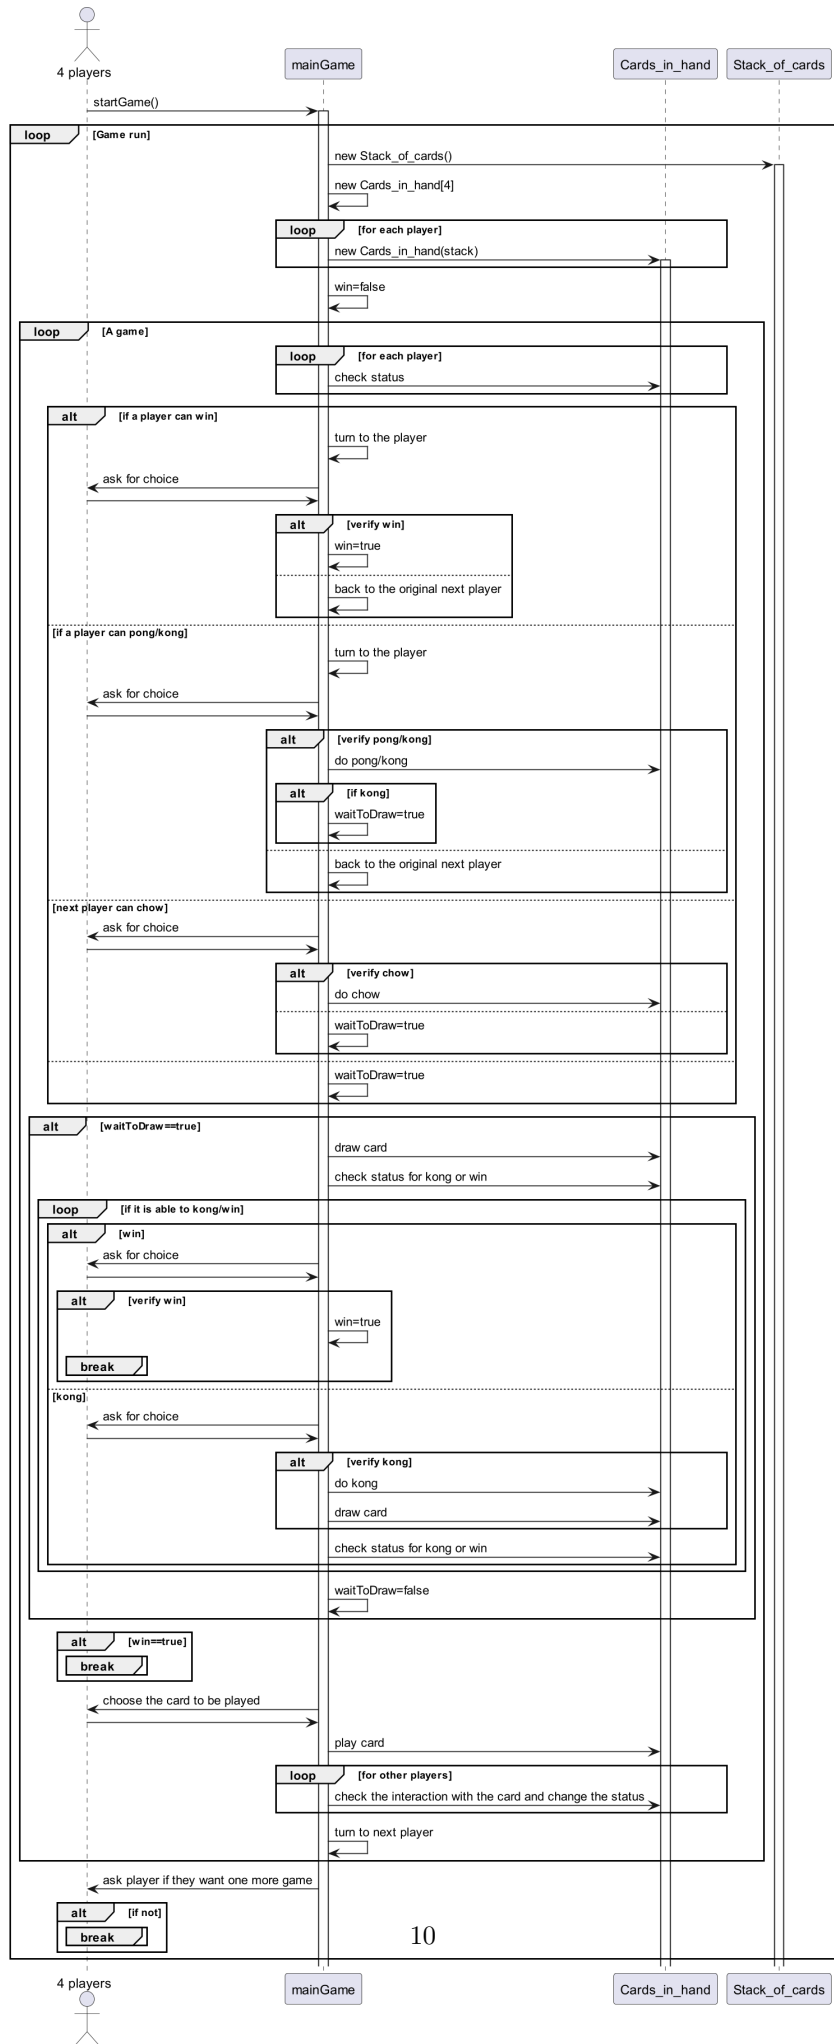 4 players
mainGame
Cards_in_hand
Stack_of_cards
startGame()
loop [Game run]
new Stack_of_cards()
new Cards_in_hand[4]
loop [for each player]
new Cards_in_hand(stack)
win=false
loop [A game]
loop [for each player]
check status
alt [if a player can win]
turn to the player
ask for choice
alt [verify win]
win=true
back to the original next player
[if a player can pong/kong]
turn to the player
ask for choice
alt [verify pong/kong]
do pong/kong
alt [if kong]
waitToDraw=true
back to the original next player
[next player can chow]
ask for choice
alt [verify chow]
do chow
waitToDraw=true
waitToDraw=true
alt [waitToDraw==true]
draw card
check status for kong or win
loop [if it is able to kong/win]
alt [win]
ask for choice
alt [verify win]
win=true
break
[kong]
ask for choice
alt [verify kong]
do kong
draw card
check status for kong or win
waitToDraw=false
alt [win==true]
break
choose the card to be played
play card
loop [for other players]
check the interaction with the card and change the status
turn to next player
ask player if they want one more game
alt [if not]
break
10
4 players
mainGame
Cards_in_hand
Stack_of_cards